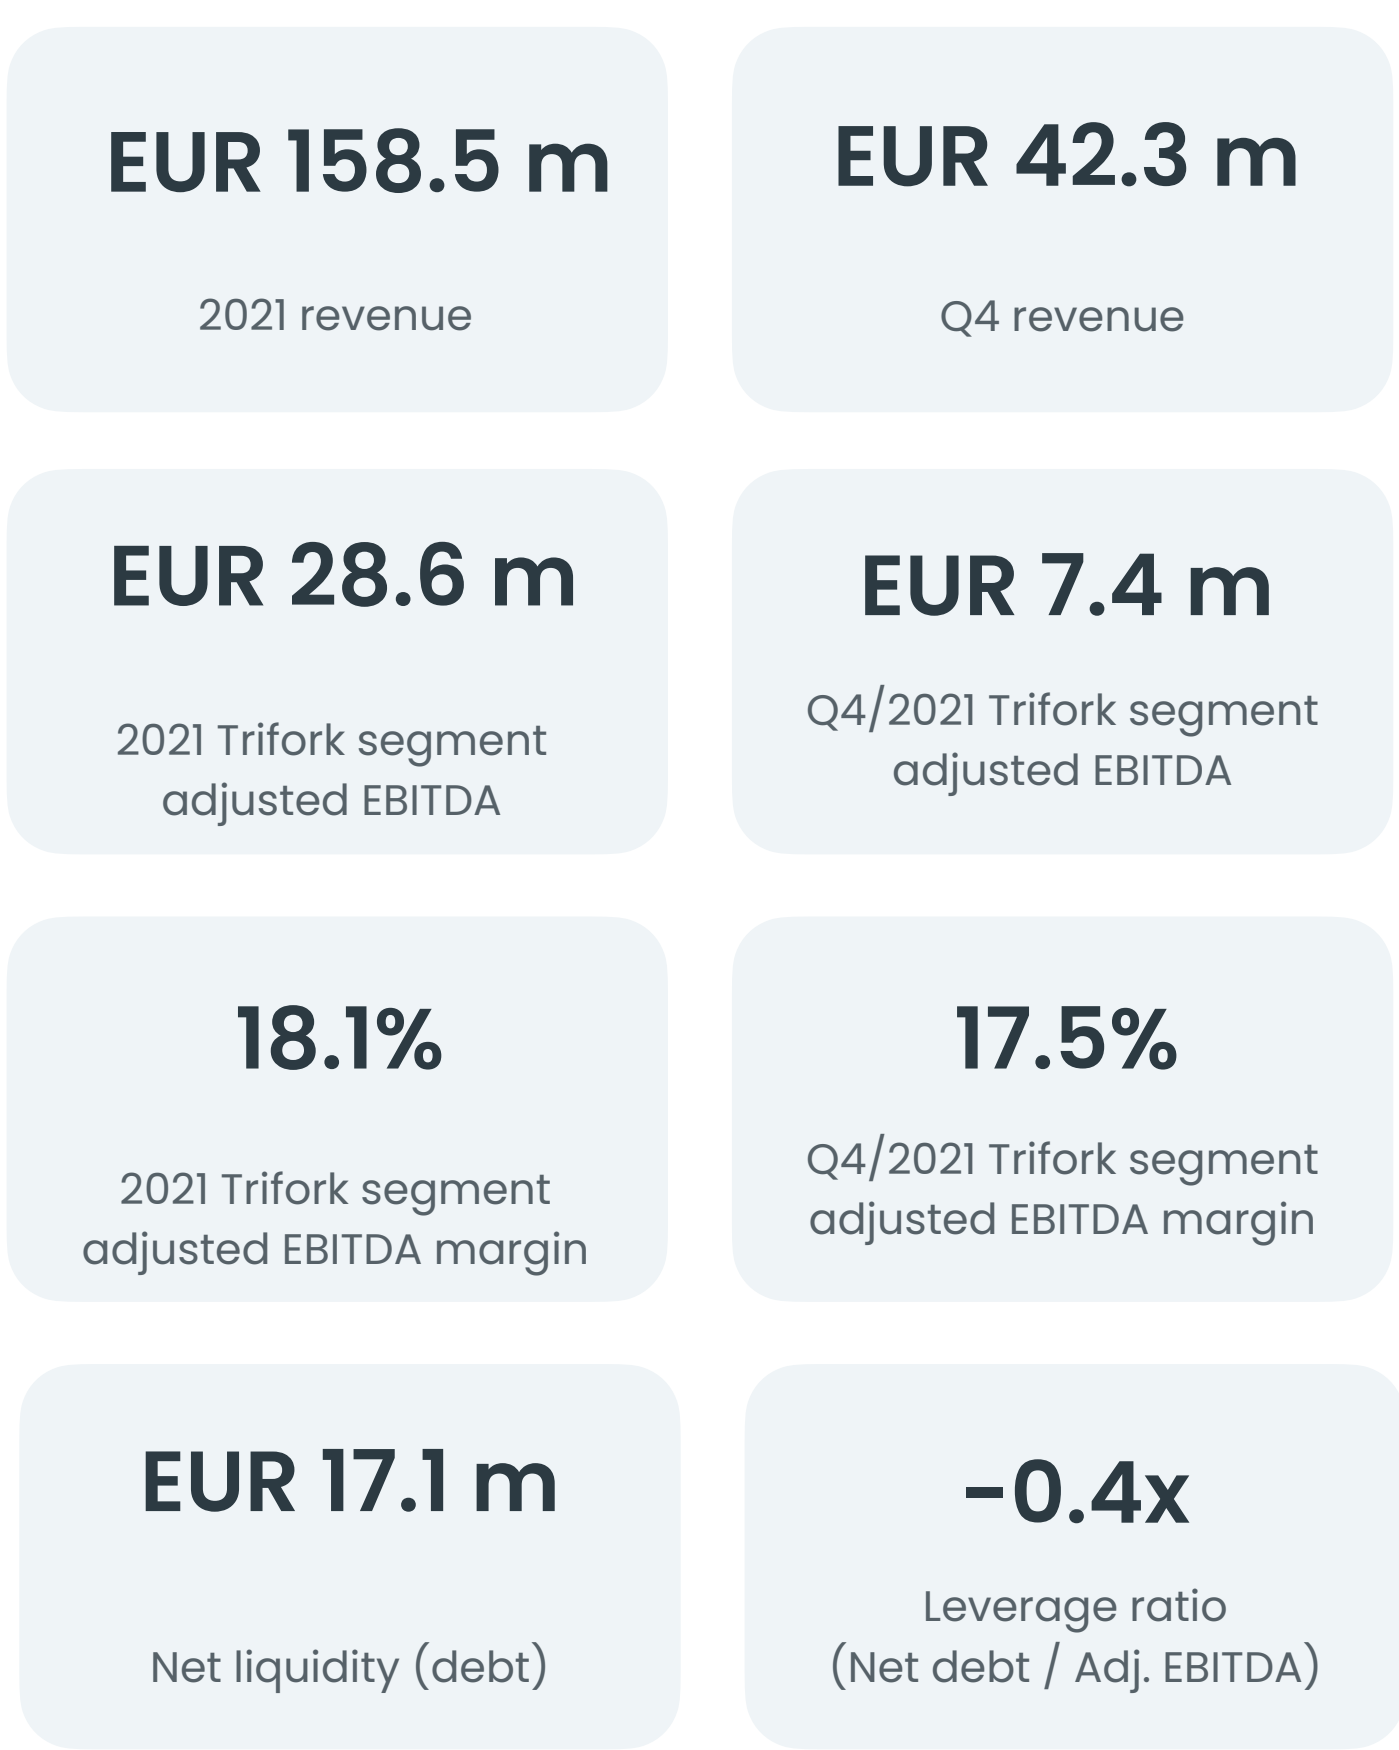 EUR 158.5 m
2021 revenue
EUR 42.3 m
Q4 revenue
EUR 28.6 m
2021 Trifork segment
adjusted EBITDA
EUR 7.4 m
Q4/2021 Trifork segment
adjusted EBITDA
18.1%
2021 Trifork segment
adjusted EBITDA margin
17.5%
Q4/2021 Trifork segment
adjusted EBITDA margin
EUR 17.1 m
Net liquidity (debt)
-0.4x
Leverage ratio
(Net debt / Adj. EBITDA)